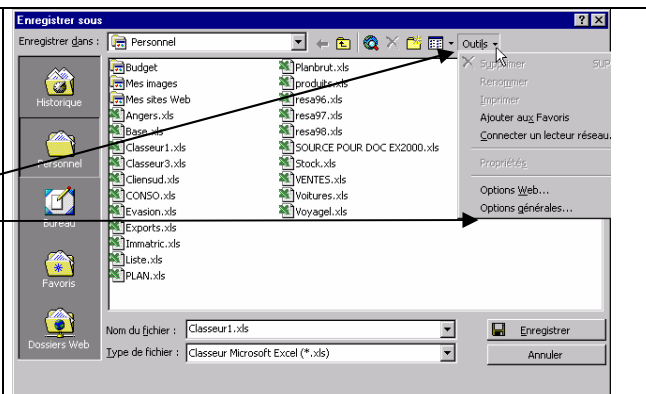 Enregistrer sous
Enregistrer dans :
Personnel
Outils
Historique
Personnel
Bureau
Favoris
Dossiers Web
Budget
Mes images
Mes sites Web
Angers.xls
Base.xls
Classeur1.xls
Classeur3.xls
Cliensud.xls
CONSO.xls
Evasion.xls
Exports.xls
Immatric.xls
Liste.xls
PLAN.xls
Planbrut.xls
produits.xls
resa96.xls
resa97.xls
resa98.xls
SOURCE POUR DOC EX2000.xls
Stock.xls
VENTES.xls
Voitures.xls
Voyage1.xls
Supprimer SUP
Renommer
Imprimer
Ajouter aux Favoris
Connecter un lecteur réseau.
Propriétés
Options Web...
Options générales...
Nom du fichier :
Classeur1.xls
Enregistrer
Type de fichier :
Classeur Microsoft Excel (*.xls)
Annuler